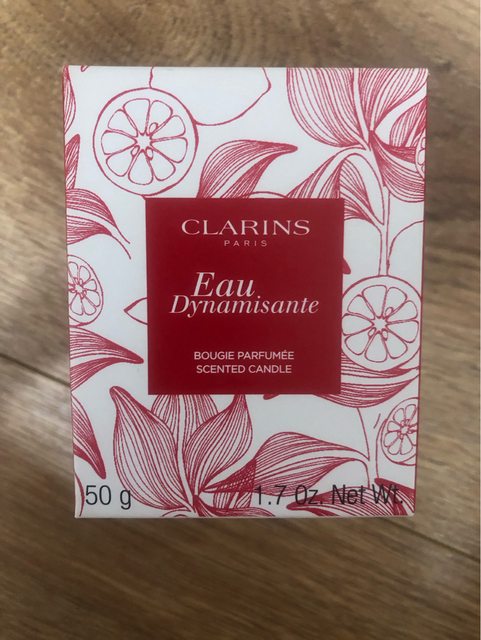 CLARINS
PARIS
Eau
Dynamisante
BOUGIE PARFUMÉE
SCENTED CANDLE
50 g
1.7 Oz. Net Wt.